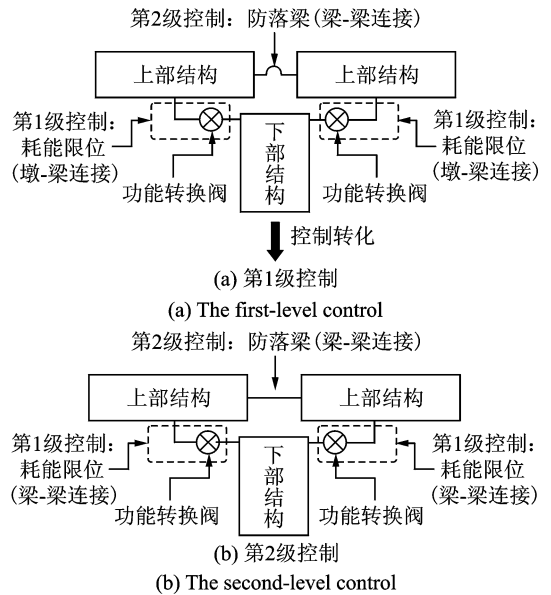 第2级控制：防落梁(梁-梁连接)
上部结构
上部结构
第1级控制：
耗能限位
(墩-梁连接)
下部结构
第1级控制：
耗能限位
(墩-梁连接)
功能转换阀
功能转换阀
控制转化
(a) 第1级控制
(a) The first-level control
第2级控制：防落梁(梁-梁连接)
上部结构
上部结构
第1级控制：
耗能限位
(梁-梁连接)
下部结构
第1级控制：
耗能限位
(梁-梁连接)
功能转换阀
功能转换阀
(b) 第2级控制
(b) The second-level control